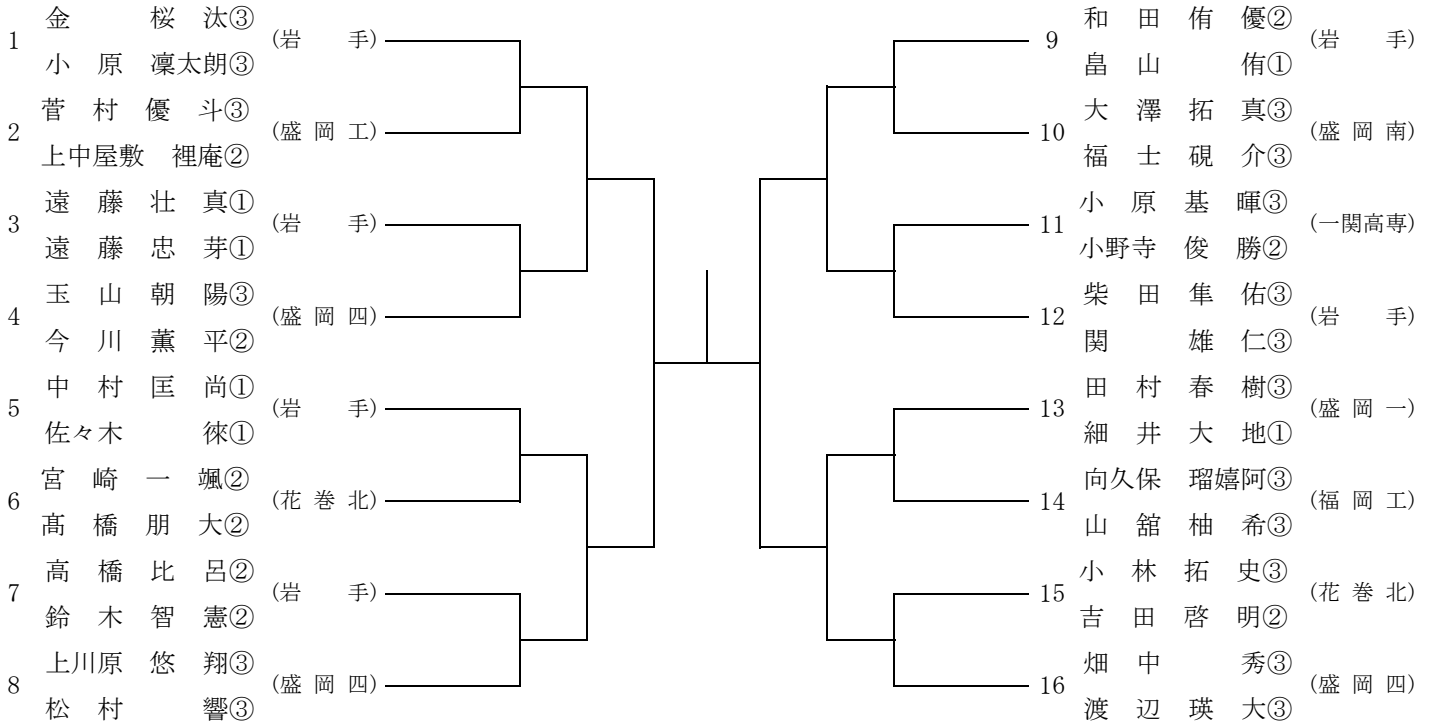 金　桜　汰③
1 (岩　手)
小　原　凜太朗③
菅　村　優　斗③
2 (盛　岡　工)
上中屋敷　裡庵②
遠　藤　壮　真①
3 (岩　手)
遠　藤　忠　芽①
玉　山　朝　陽③
4 (盛　岡　四)
今　川　薫　平②
中　村　匡　尚①
5 (岩　手)
佐々木　徠①
宮　崎　一　颯②
6 (花　巻　北)
髙　橋　朋　大②
高　橋　比　呂②
7 (岩　手)
鈴　木　智　憲②
上川原　悠　翔③
8 (盛　岡　四)
松　村　響③
和　田　侑　優②
9 (岩　手)
畠　山　侑①
大　澤　拓　真③
10 (盛　岡　南)
福　士　硯　介③
小　原　基　暉③
11 (一関高専)
小野寺　俊　勝②
柴　田　隼　佑③
12 (岩　手)
関　雄　仁③
田　村　春　樹③
13 (盛　岡　一)
細　井　大　地①
向久保　瑠嬉阿③
14 (福　岡　工)
山　舘　柚　希③
小　林　拓　史③
15 (花　巻　北)
吉　田　啓　明②
畑　中　秀③
16 (盛　岡　四)
渡　辺　瑛　大③